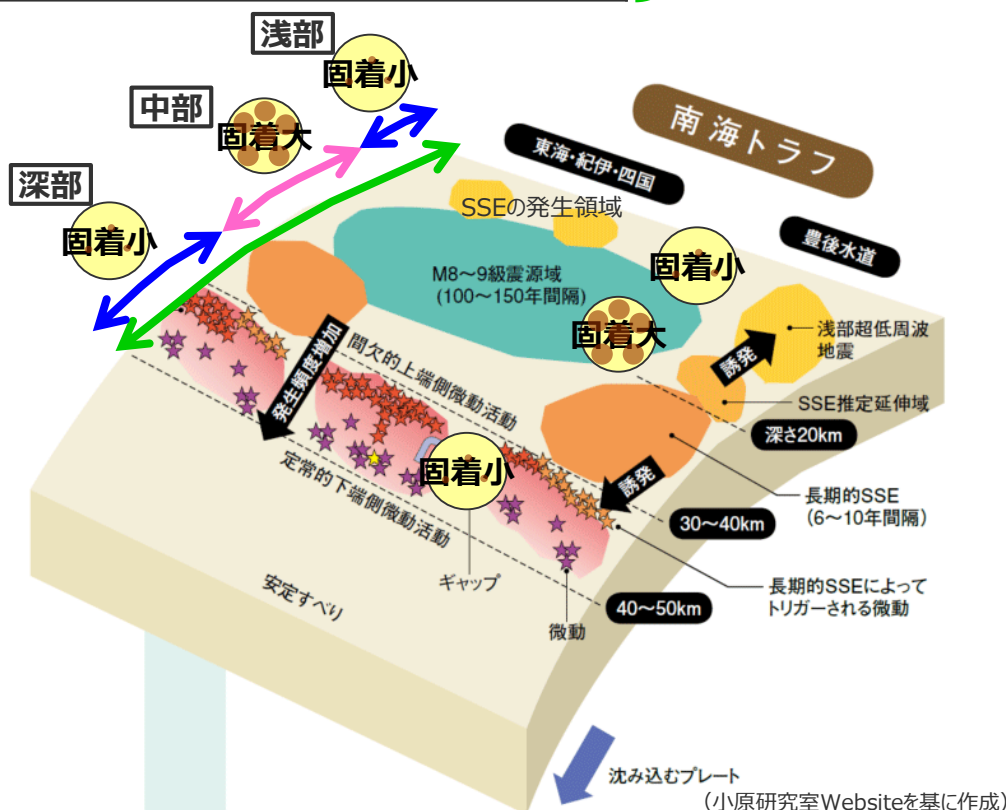 浅部
固着小
中部
固着大
深部
固着小
南海トラフ
東海・紀伊・四国
豊後水道
SSEの発生領域
固着小
M8～9級震源域
(100～150年間隔)
固着大
浅部超低周波
地震
誘発
SSE推定延伸域
深さ20km
発生頻度増加
間欠的上端側微動活動
固着小
定常的下端側微動活動
誘発
長期的SSE
(6～10年間隔)
30～40km
ギャップ
長期的SSEによって
トリガーされる微動
安定すべり
40～50km
微動
沈み込むプレート
(小原研究室Websiteを基に作成)